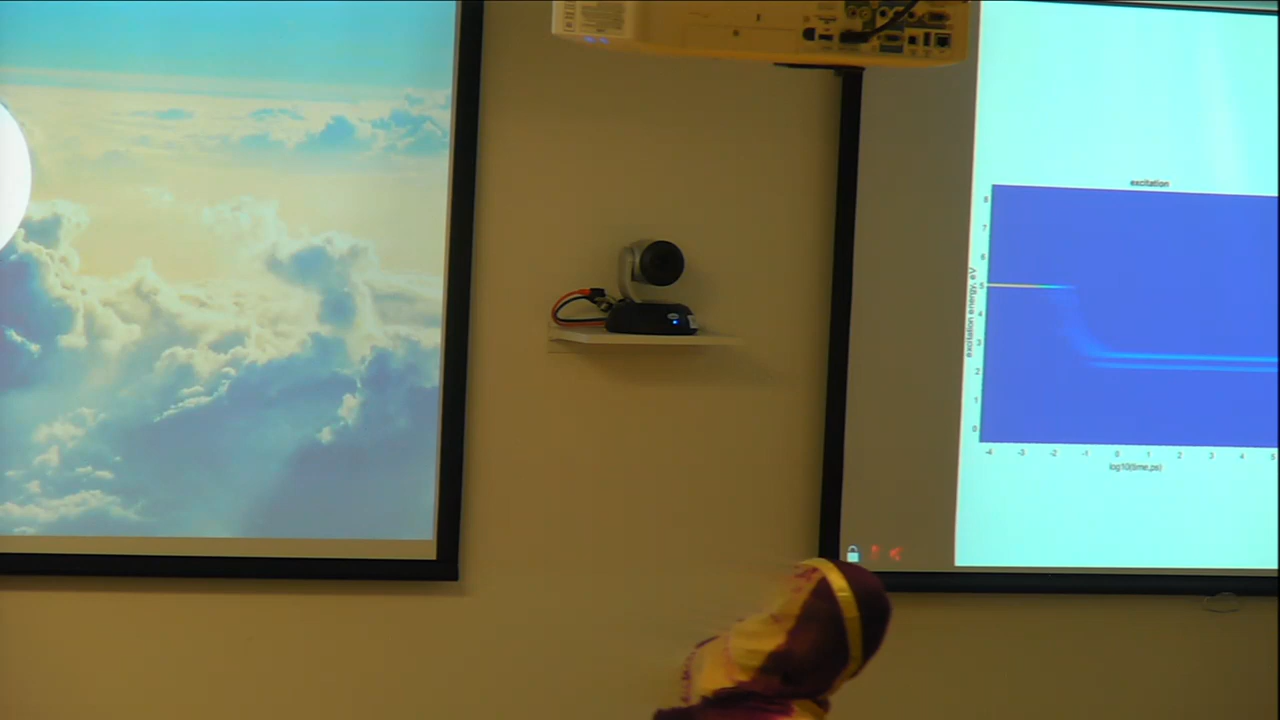 excitation
8
7
6
5
4
3
2
1
0
excitation energy, eV
-4 -3 -2 -1 0 1 2 3 4 5
log10(time,ps)